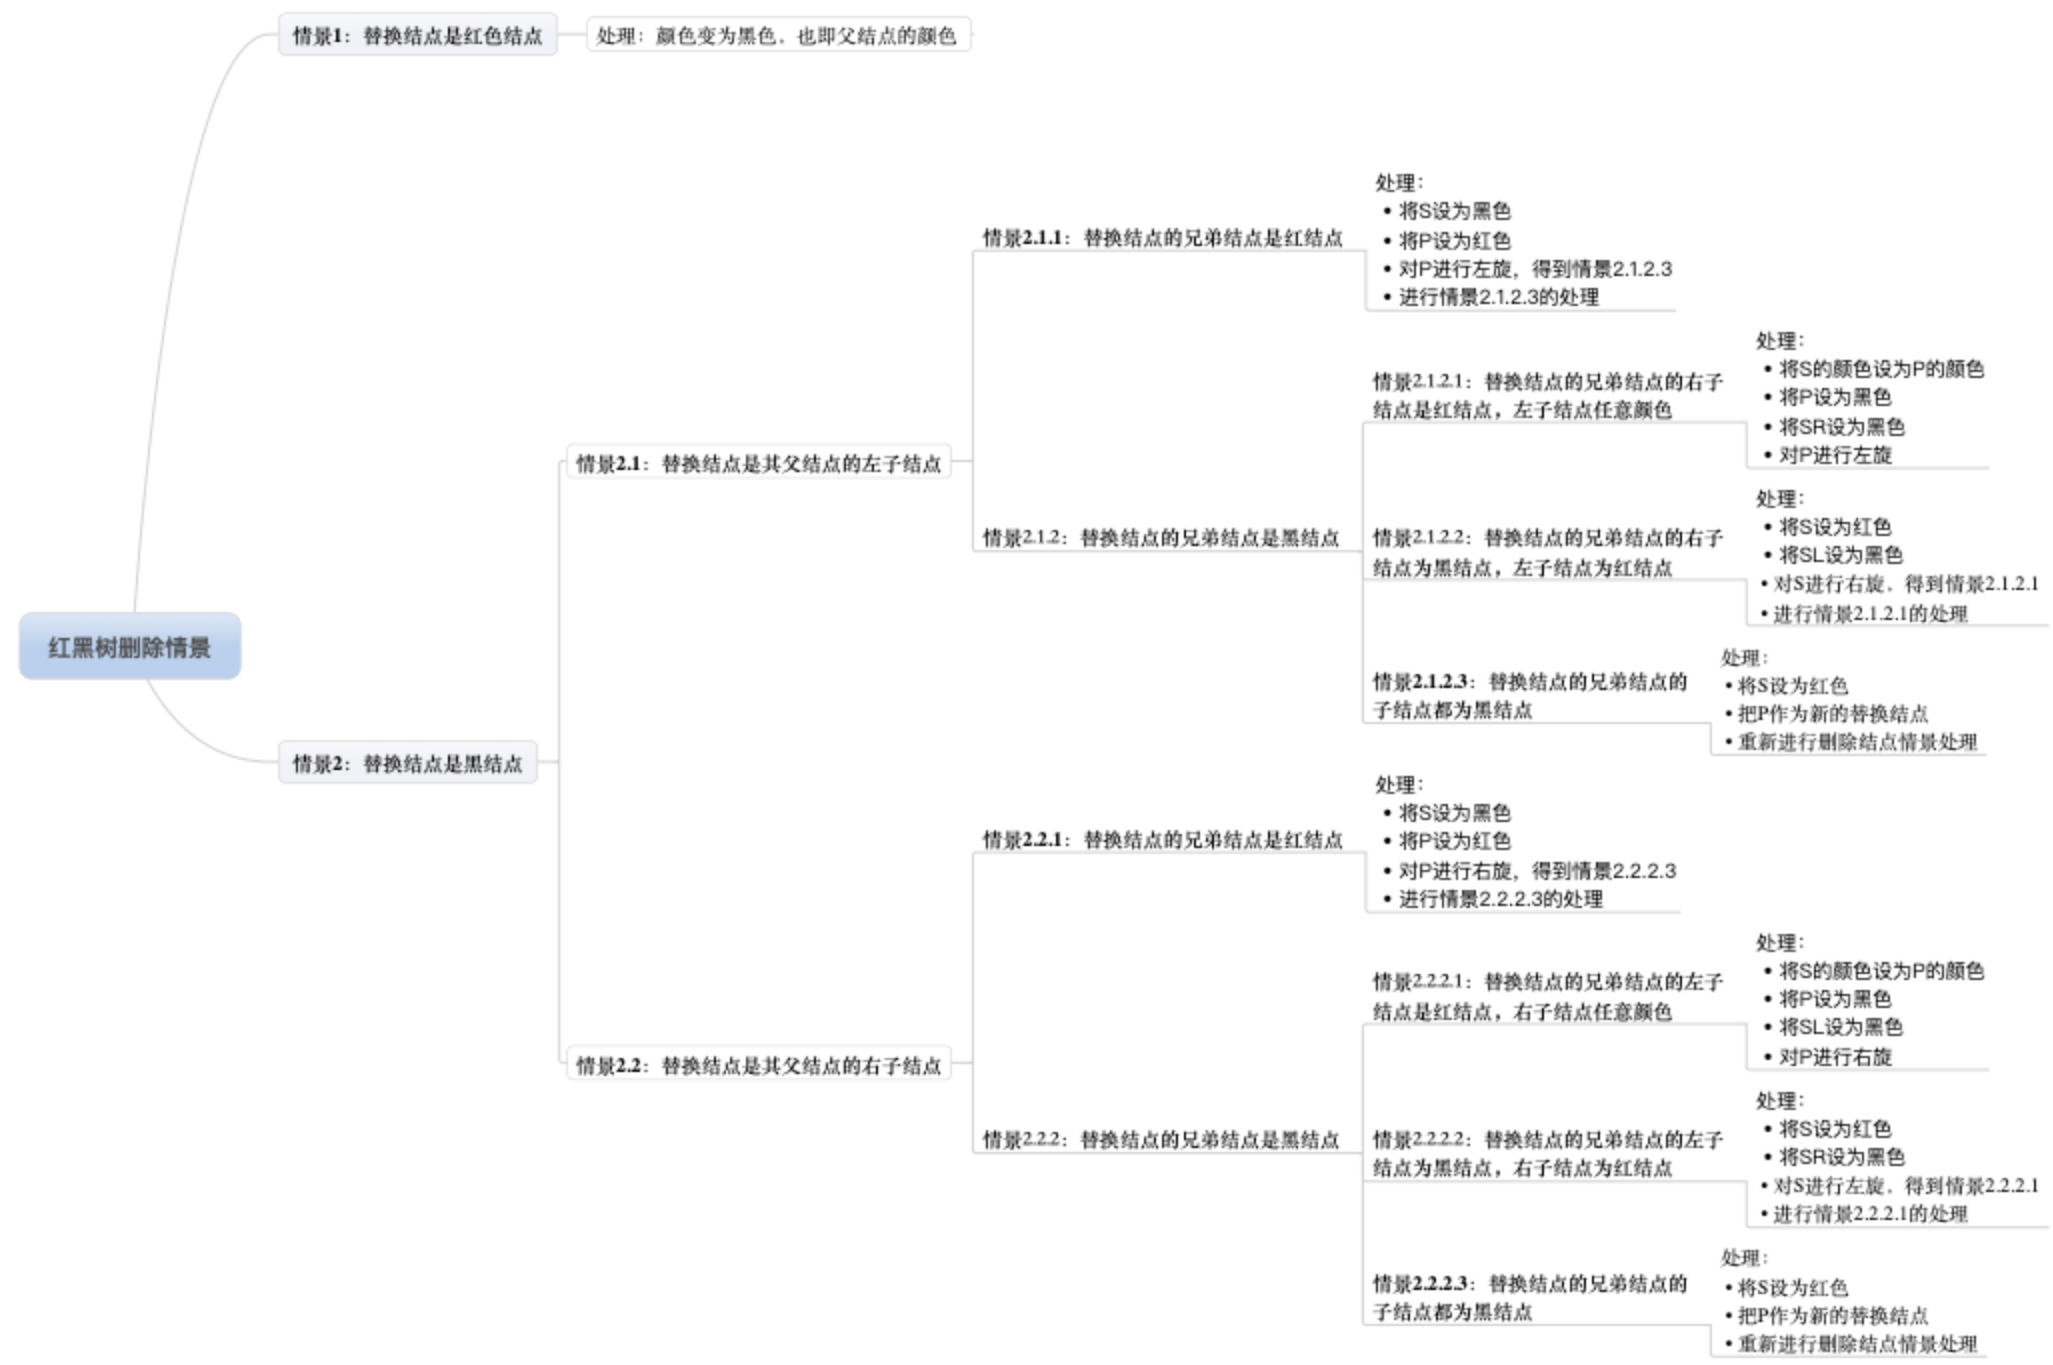 红黑树删除情景
情景1：替换结点是红色结点
处理：颜色变为黑色，也即父结点的颜色
情景2：替换结点是黑结点
情景2.1：替换结点是其父结点的左子结点
情景2.1.1：替换结点的兄弟结点是红结点
处理：
• 将S设为黑色
• 将P设为红色
• 对P进行左旋，得到情景2.1.2.3
• 进行情景2.1.2.3的处理
情景2.1.2：替换结点的兄弟结点是黑结点
情景2.1.2.1：替换结点的兄弟结点的右子
结点是红结点，左子结点任意颜色
处理：
• 将S的颜色设为P的颜色
• 将P设为黑色
• 将SR设为黑色
• 对P进行左旋
情景2.1.2.2：替换结点的兄弟结点的右子
结点为黑结点，左子结点为红结点
处理：
• 将S设为红色
• 将SL设为黑色
• 对S进行右旋，得到情景2.1.2.1
• 进行情景2.1.2.1的处理
情景2.1.2.3：替换结点的兄弟结点的
子结点都为黑结点
处理：
• 将S设为红色
• 把P作为新的替换结点
• 重新进行删除结点情景处理
情景2.2：替换结点是其父结点的右子结点
情景2.2.1：替换结点的兄弟结点是红结点
处理：
• 将S设为黑色
• 将P设为红色
• 对P进行右旋，得到情景2.2.2.3
• 进行情景2.2.2.3的处理
情景2.2.2：替换结点的兄弟结点是黑结点
情景2.2.2.1：替换结点的兄弟结点的左子
结点是红结点，右子结点任意颜色
处理：
• 将S的颜色设为P的颜色
• 将P设为黑色
• 将SL设为黑色
• 对P进行右旋
情景2.2.2.2：替换结点的兄弟结点的左子
结点为黑结点，右子结点为红结点
处理：
• 将S设为红色
• 将SR设为黑色
• 对S进行左旋，得到情景2.2.2.1
• 进行情景2.2.2.1的处理
情景2.2.2.3：替换结点的兄弟结点的
子结点都为黑结点
处理：
• 将S设为红色
• 把P作为新的替换结点
• 重新进行删除结点情景处理